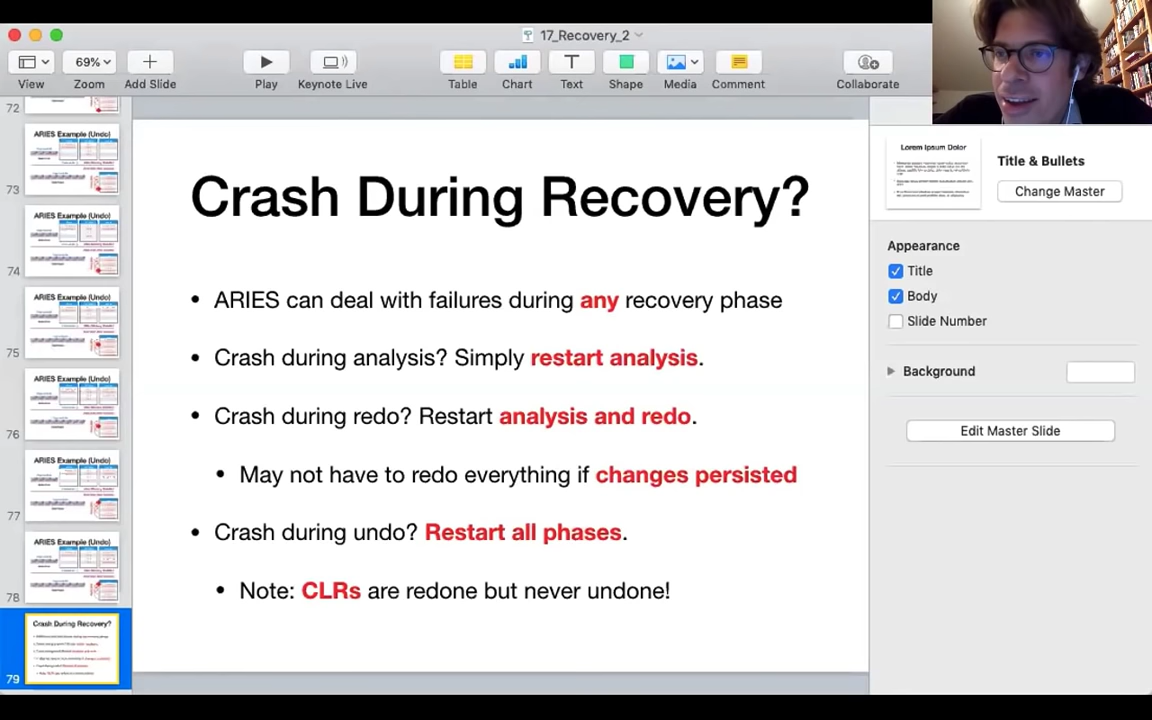 17_Recovery_2
69%
View
Zoom
Add Slide
Play
Keynote Live
Table
Chart
Text
Shape
Media
Comment
Collaborate
72
ARIES Example (Undo)
73
ARIES Example (Undo)
74
ARIES Example (Undo)
75
ARIES Example (Undo)
76
ARIES Example (Undo)
77
ARIES Example (Undo)
78
Crash During Recovery?
79
Crash During Recovery?
• ARIES can deal with failures during any recovery phase
• Crash during analysis? Simply restart analysis.
• Crash during redo? Restart analysis and redo.
• May not have to redo everything if changes persisted
• Crash during undo? Restart all phases.
• Note: CLRs are redone but never undone!
Lorem Ipsum Dolor
Title & Bullets
Change Master
Appearance
Title
Body
Slide Number
Background
Edit Master Slide